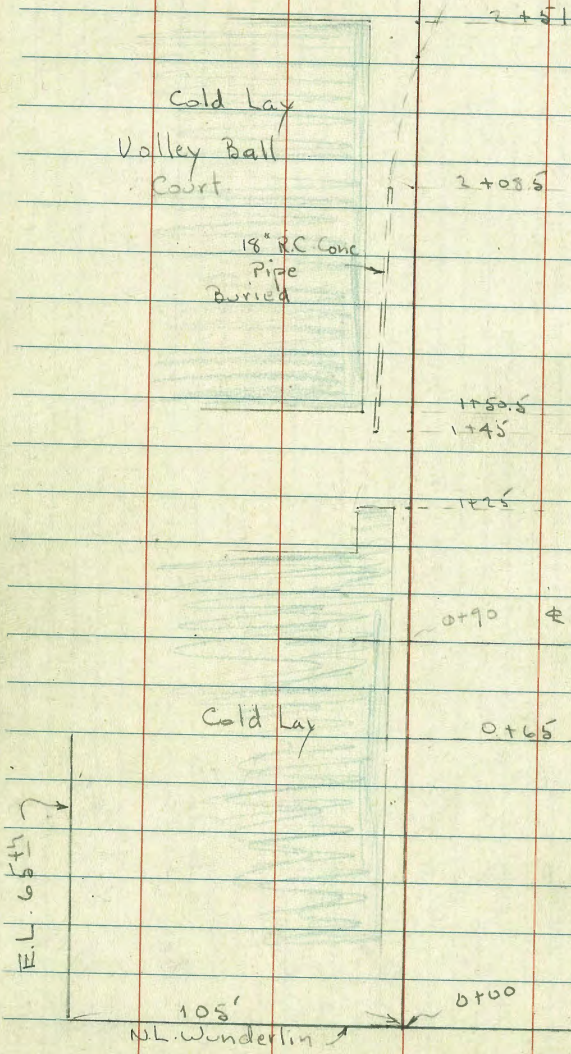 2+51
Cold Lay
Volley Ball
Court
2+08.5
18" R.C. Conc
Pipe
Buried
1+50.5
1+45
1+25
0+90 ℄
Cold Lay
0+65
E.L. 65th
105'
0+00
N.L. Wunderlin